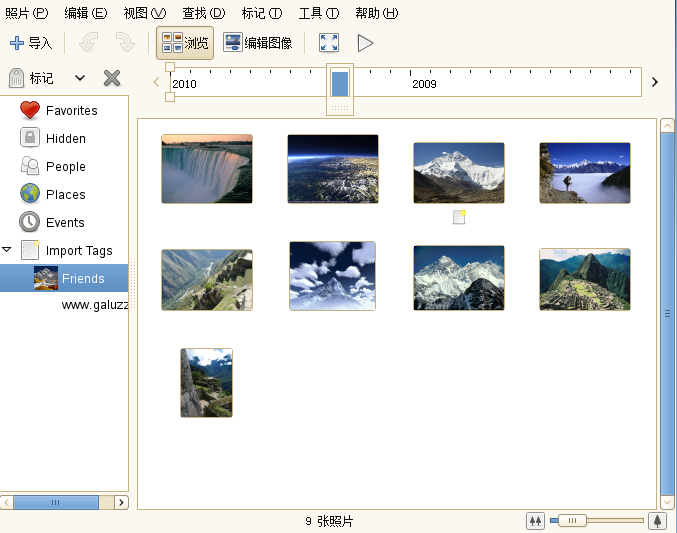 照片(P) 编辑(E) 视图(V) 查找(D) 标记(T) 工具(T) 帮助(H)
导入 浏览 编辑图像
标记
2010 2009
Favorites
Hidden
People
Places
Events
Import Tags
Friends
www.galuzz
9 张照片